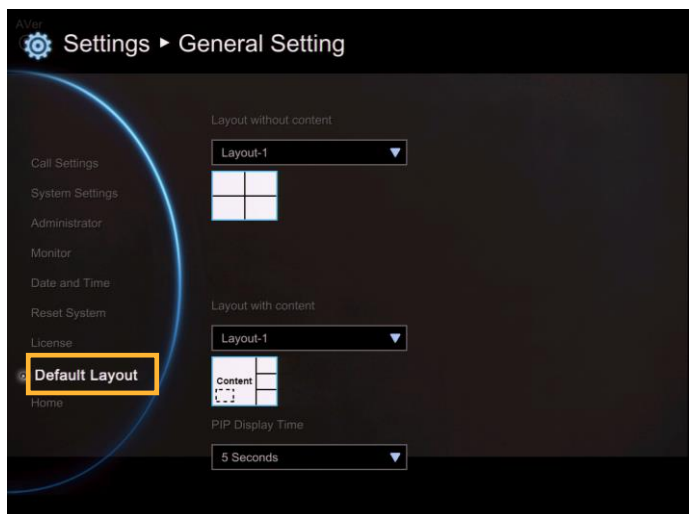 AVer
Settings ▸ General Setting
Layout without content
Layout-1
Call Settings
System Settings
Administrator
Monitor
Date and Time
Reset System
License
Default Layout
Home
Layout with content
Layout-1
Content
PIP Display Time
5 Seconds